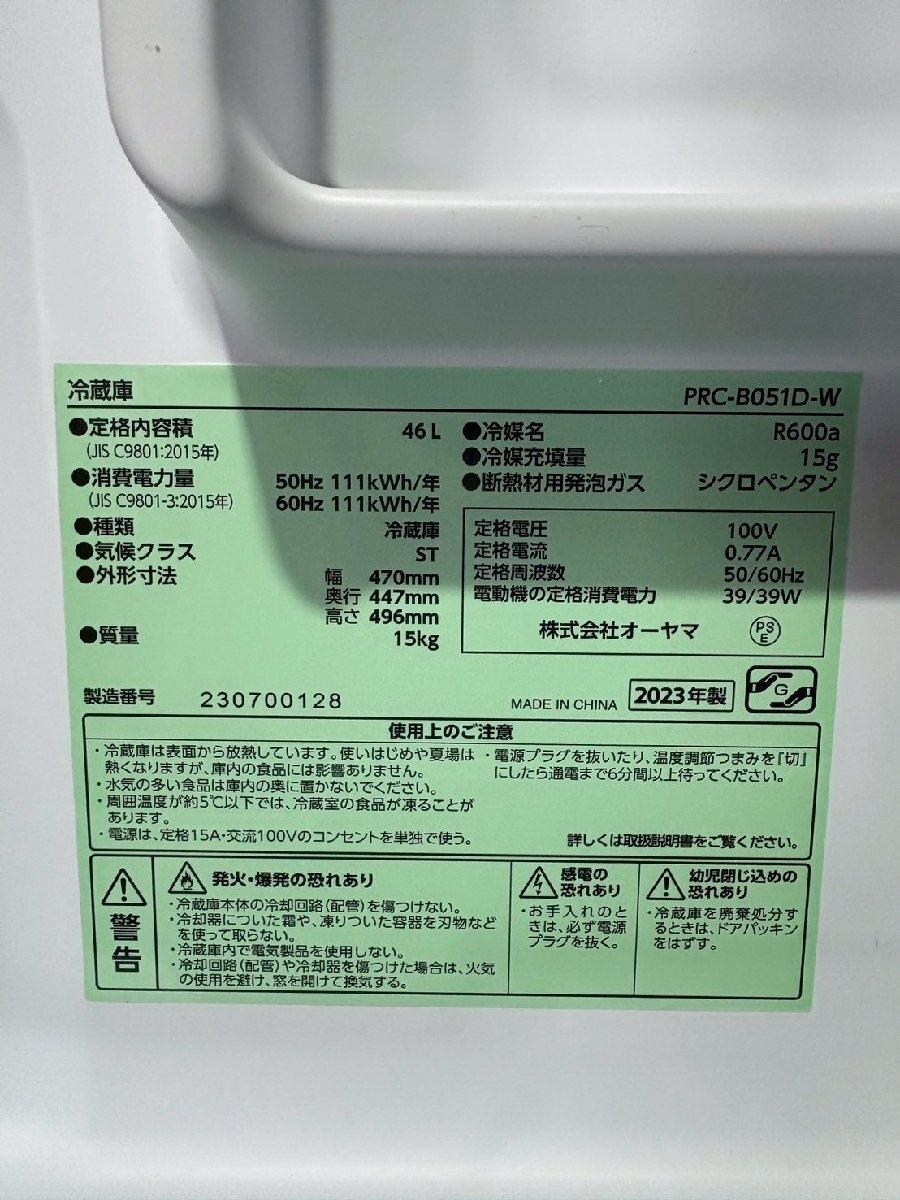 冷蔵庫 PRC-B051D-W
●定格内容積 46L
(JIS C9801:2015年)
●消費電力量 50Hz 111kWh/年
(JIS C9801-3:2015年) 60Hz 111kWh/年
●種類 冷蔵庫
●気候クラス ST
●外形寸法 幅 470mm
奥行 447mm
高さ 496mm
●質量 15kg
●冷媒名 R600a
●冷媒充填量 15g
●断熱材用発泡ガス シクロペンタン
定格電圧 100V
定格電流 0.77A
定格周波数 50/60Hz
電動機の定格消費電力 39/39W
株式会社オーヤマ PS E
製造番号 230700128 MADE IN CHINA 2023年製 G
使用上のご注意
・冷蔵庫は表面から放熱しています。使いはじめや夏場は
熱くなりますが、庫内の食品には影響ありません。
・水気の多い食品は庫内の奥に置かないでください。
・周囲温度が約5℃以下では、冷蔵室の食品が凍ることが
あります。
・電源は、定格15A・交流100Vのコンセントを単独で使う。
・電源プラグを抜いたり、温度調節つまみを『切』
にしたら通電まで6分間以上待ってください。
詳しくは取扱説明書をご覧ください。
警告
発火・爆発の恐れあり
・冷蔵庫本体の冷却回路(配管)を傷つけない。
・冷却器についた霜や、凍りついた容器を刃物など
を使って取らない。
・冷蔵庫内で電気製品を使用しない。
・冷却回路(配管)や冷却器を傷つけた場合は、火気
の使用を避け、窓を開けて換気する。
感電の
恐れあり
・お手入れのと
きは、必ず電源
プラグを抜く。
幼児閉じ込めの
恐れあり
・冷蔵庫を廃棄処分す
るときは、ドアパッキン
をはずす。